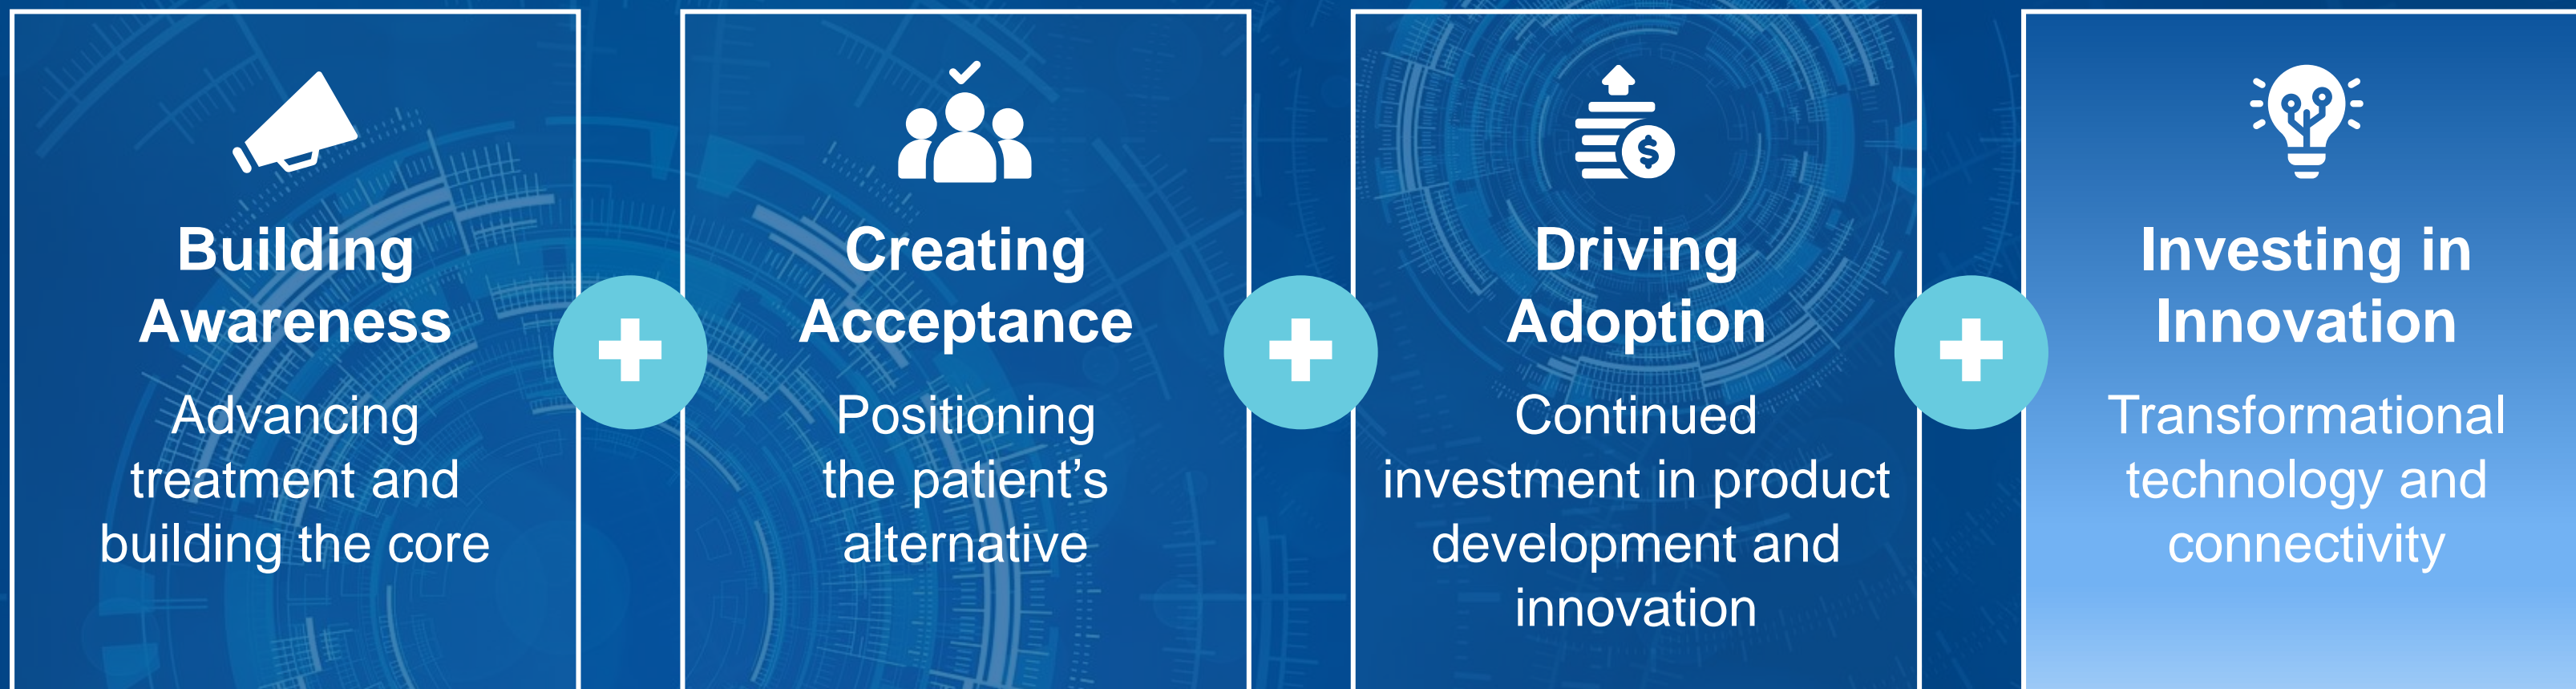 Building
Awareness
Advancing
treatment and
building the core
Creating
Acceptance
Positioning
the patient’s
alternative
Driving
Adoption
Continued
investment in product
development and
innovation
Investing in
Innovation
Transformational
technology and
connectivity